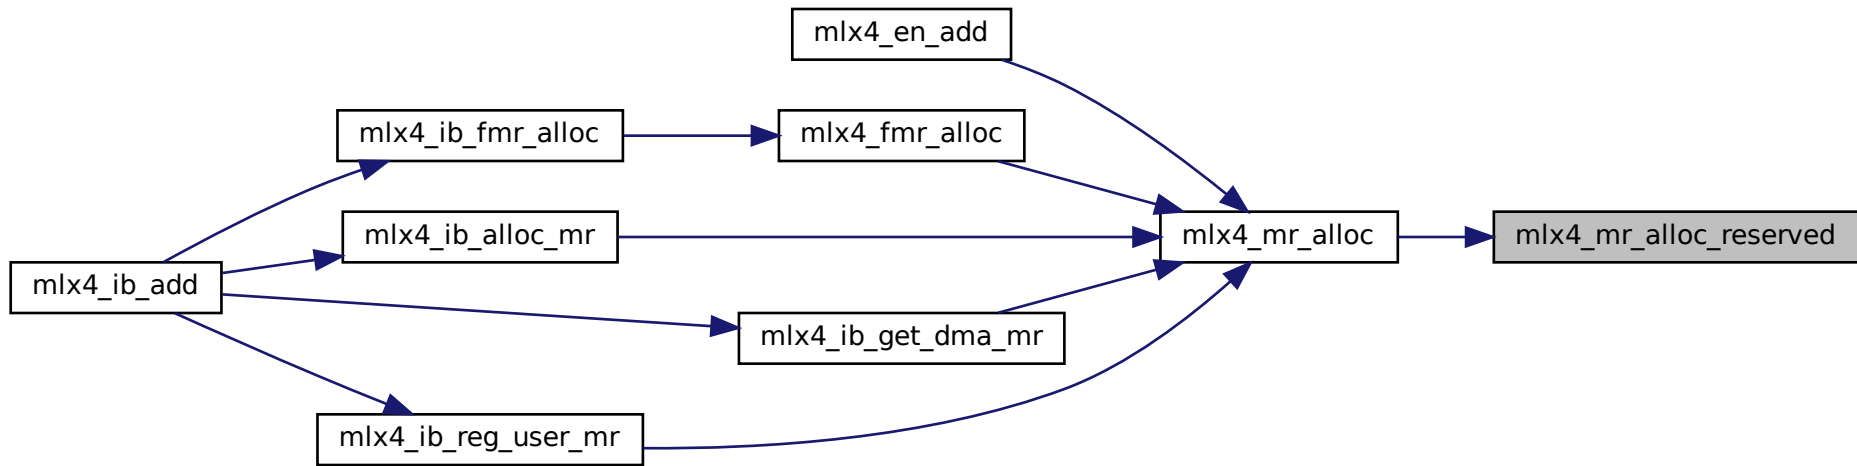 mlx4_en_add
mlx4_ib_fmr_alloc
mlx4_fmr_alloc
mlx4_ib_alloc_mr
mlx4_mr_alloc
mlx4_mr_alloc_reserved
mlx4_ib_add
mlx4_ib_get_dma_mr
mlx4_ib_reg_user_mr